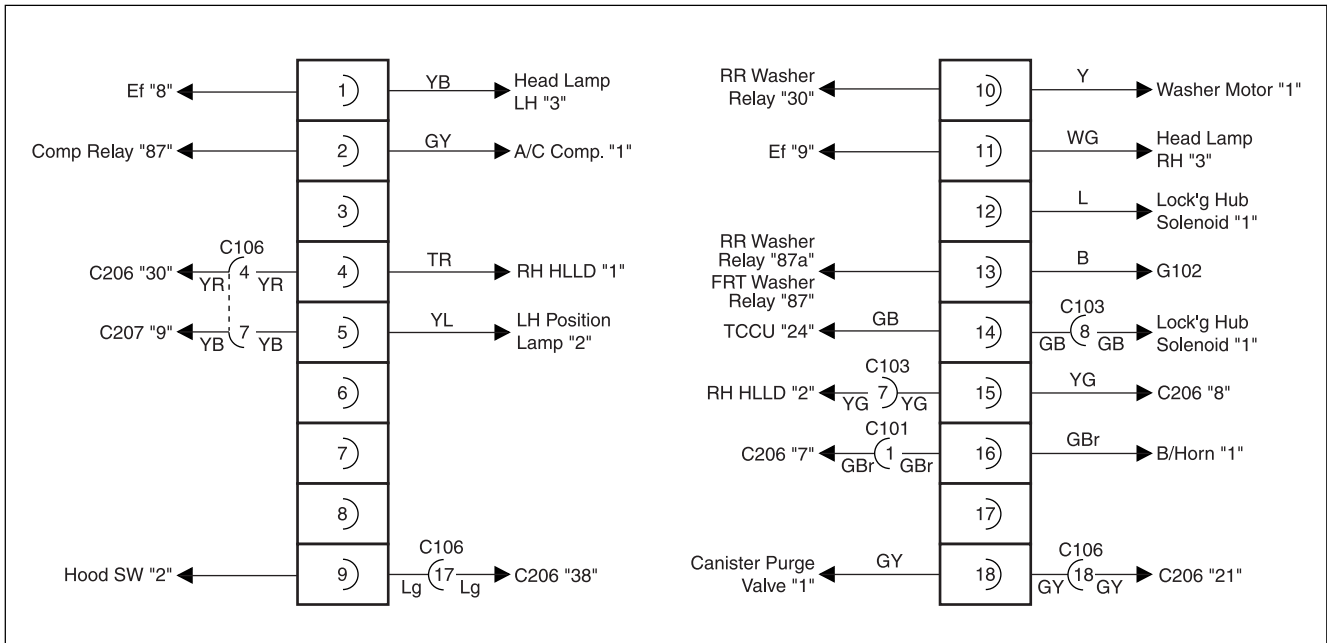 Ef "8"
1
YB
Head Lamp
LH "3"
Comp Relay "87"
2
GY
A/C Comp. "1"
3
C106
C206 "30"
4
YR YR
4
TR
RH HLLD "1"
C207 "9"
7
YB YB
5
YL
LH Position
Lamp "2"
6
7
8
Hood SW "2"
9
C106
17
Lg Lg
C206 "38"
RR Washer
Relay "30"
10
Y
Washer Motor "1"
Ef "9"
11
WG
Head Lamp
RH "3"
12
L
Lock'g Hub
Solenoid "1"
RR Washer
Relay "87a"
FRT Washer
Relay "87"
13
B
G102
TCCU "24"
GB
14
C103
8
GB GB
Lock'g Hub
Solenoid "1"
C103
RH HLLD "2"
7
YG YG
15
YG
C206 "8"
C101
C206 "7"
1
GBr GBr
16
GBr
B/Horn "1"
17
Canister Purge
Valve "1"
GY
18
C106
18
GY GY
C206 "21"